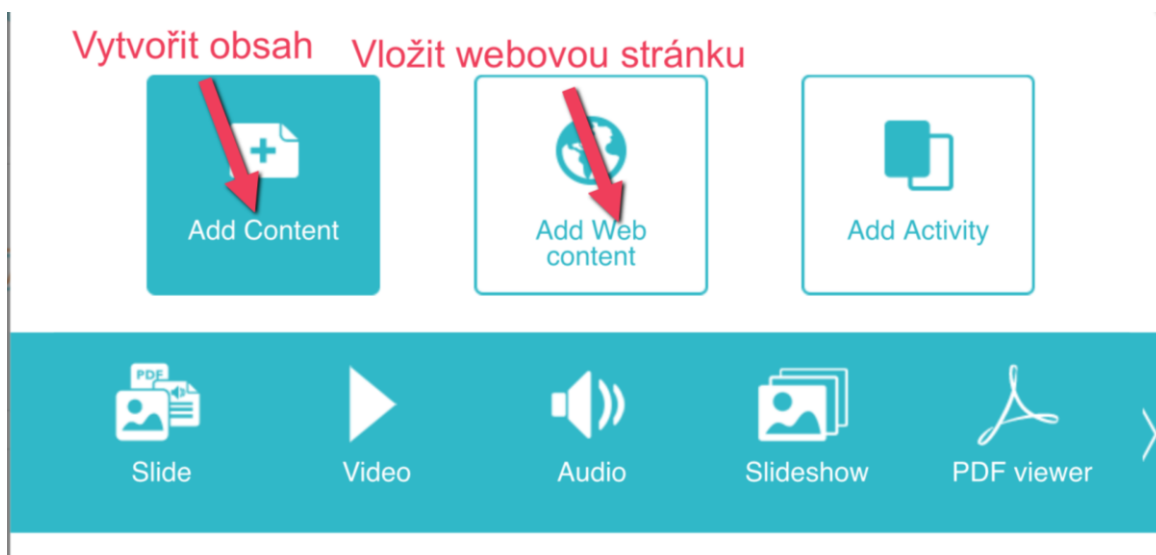 Vytvořit obsah
Vložit webovou stránku
Add Content
Add Web
content
Add Activity
PDF
Slide
Video
Audio
Slideshow
PDF viewer